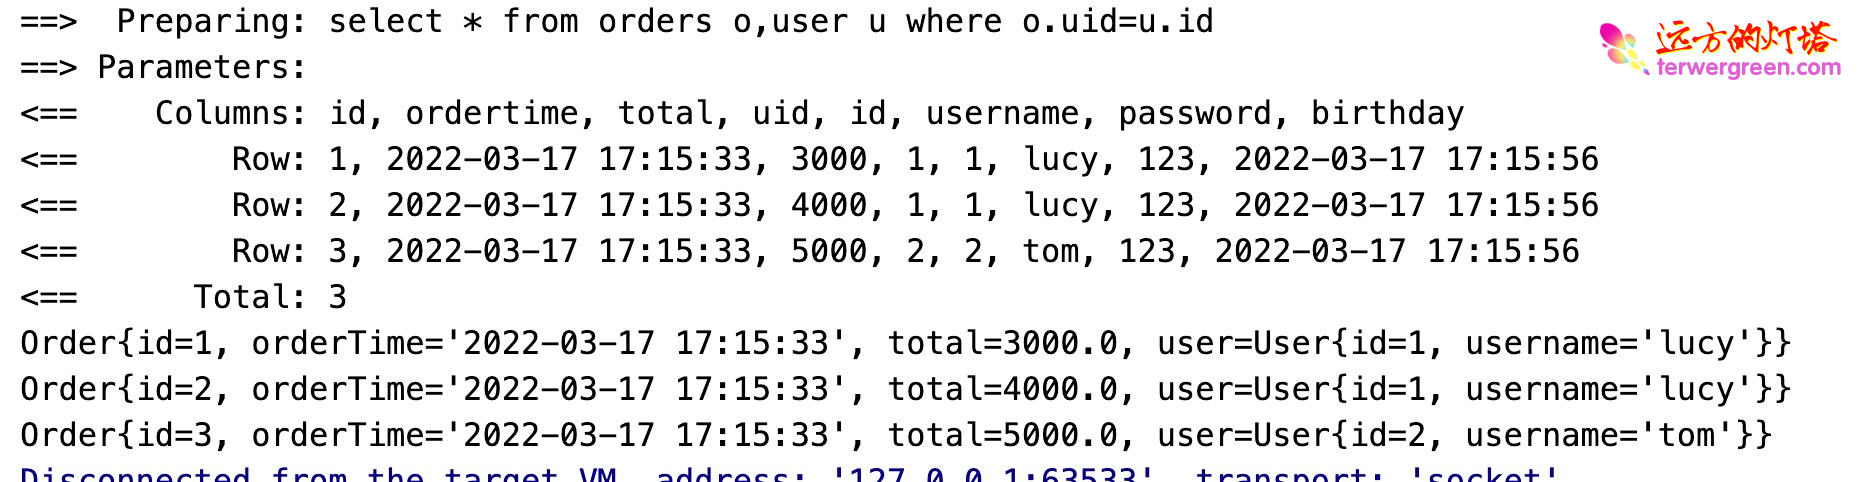 ==>  Preparing: select * from orders o,user u where o.uid=u.id
==> Parameters:
<==    Columns: id, ordertime, total, uid, id, username, password, birthday
<==        Row: 1, 2022-03-17 17:15:33, 3000, 1, 1, lucy, 123, 2022-03-17 17:15:56
<==        Row: 2, 2022-03-17 17:15:33, 4000, 1, 1, lucy, 123, 2022-03-17 17:15:56
<==        Row: 3, 2022-03-17 17:15:33, 5000, 2, 2, tom, 123, 2022-03-17 17:15:56
<==      Total: 3
Order{id=1, orderTime='2022-03-17 17:15:33', total=3000.0, user=User{id=1, username='lucy'}}
Order{id=2, orderTime='2022-03-17 17:15:33', total=4000.0, user=User{id=1, username='lucy'}}
Order{id=3, orderTime='2022-03-17 17:15:33', total=5000.0, user=User{id=2, username='tom'}}
Disconnected from the target VM, address: '127.0.0.1:63533', transport: 'socket'
远方的灯塔
terwergreen.com